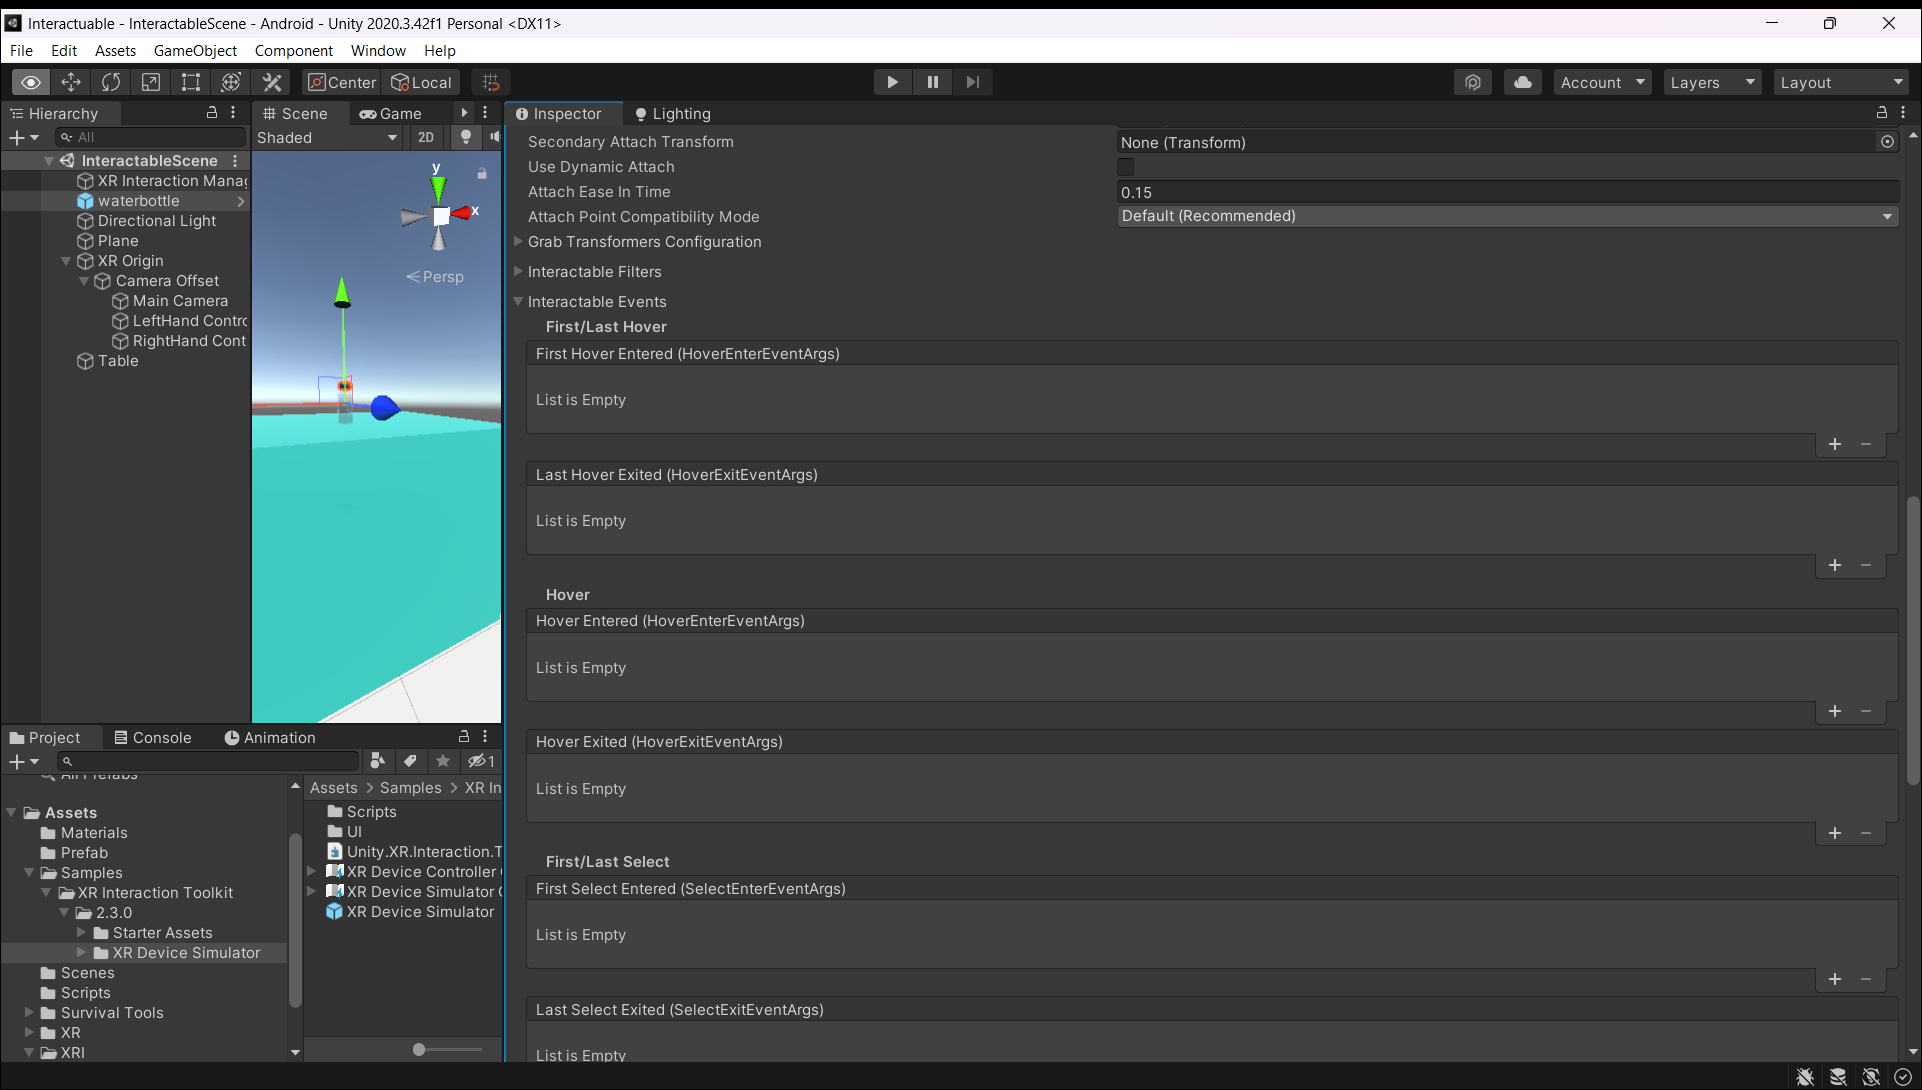 Interactuable - InteractableScene - Android - Unity 2020.3.42f1 Personal <DX11>
File Edit Assets GameObject Component Window Help
Center Local Account Layers Layout
Hierarchy
All
InteractableScene
XR Interaction Manag
waterbottle
Directional Light
Plane
XR Origin
Camera Offset
Main Camera
LeftHand Contro
RightHand Cont
Table
Scene Game
Shaded 2D
y
x
Persp
Inspector Lighting
Secondary Attach Transform None (Transform)
Use Dynamic Attach
Attach Ease In Time 0.15
Attach Point Compatibility Mode Default (Recommended)
Grab Transformers Configuration
Interactable Filters
Interactable Events
First/Last Hover
First Hover Entered (HoverEnterEventArgs)
List is Empty
Last Hover Exited (HoverExitEventArgs)
List is Empty
Hover
Hover Entered (HoverEnterEventArgs)
List is Empty
Hover Exited (HoverExitEventArgs)
List is Empty
First/Last Select
First Select Entered (SelectEnterEventArgs)
List is Empty
Last Select Exited (SelectExitEventArgs)
List is Empty
Project Console Animation
1
All Prefabs
Assets
Materials
Prefab
Samples
XR Interaction Toolkit
2.3.0
Starter Assets
XR Device Simulator
Scenes
Scripts
Survival Tools
XR
XRI
Assets > Samples > XR In
Scripts
UI
Unity.XR.Interaction.T
XR Device Controller
XR Device Simulator
XR Device Simulator